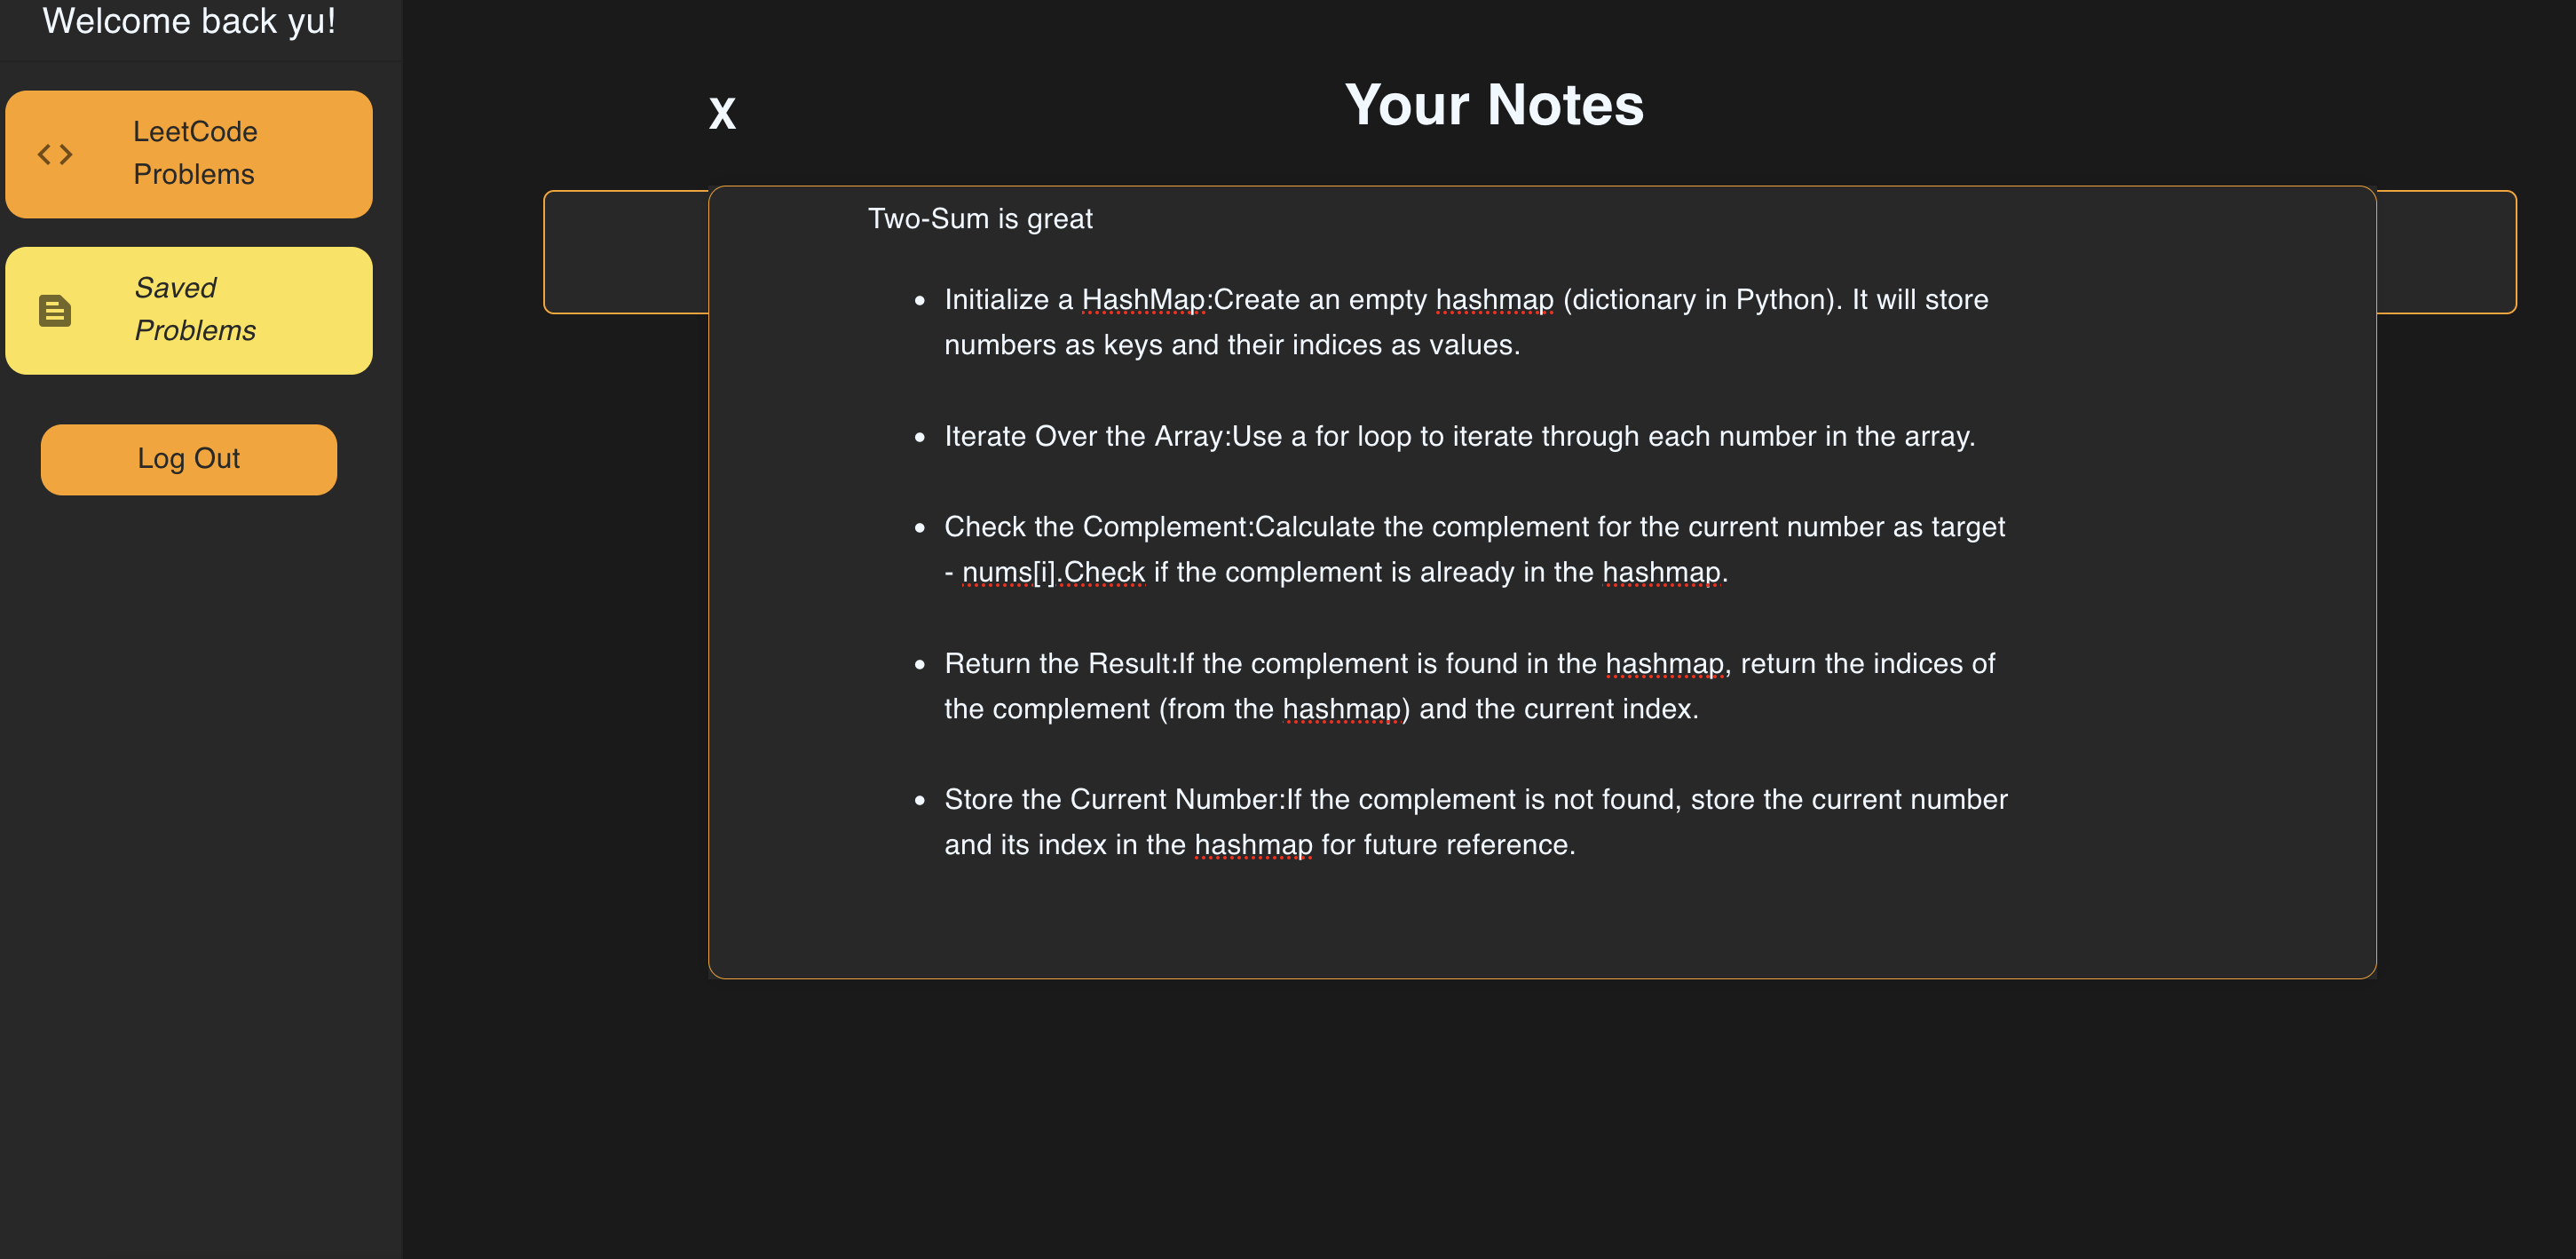 Welcome back yu!
LeetCode
Problems
Saved
Problems
Log Out
X
Your Notes
Two-Sum is great
• Initialize a HashMap:Create an empty hashmap (dictionary in Python). It will store
numbers as keys and their indices as values.
• Iterate Over the Array:Use a for loop to iterate through each number in the array.
• Check the Complement:Calculate the complement for the current number as target
- nums[i].Check if the complement is already in the hashmap.
• Return the Result:If the complement is found in the hashmap, return the indices of
the complement (from the hashmap) and the current index.
• Store the Current Number:If the complement is not found, store the current number
and its index in the hashmap for future reference.